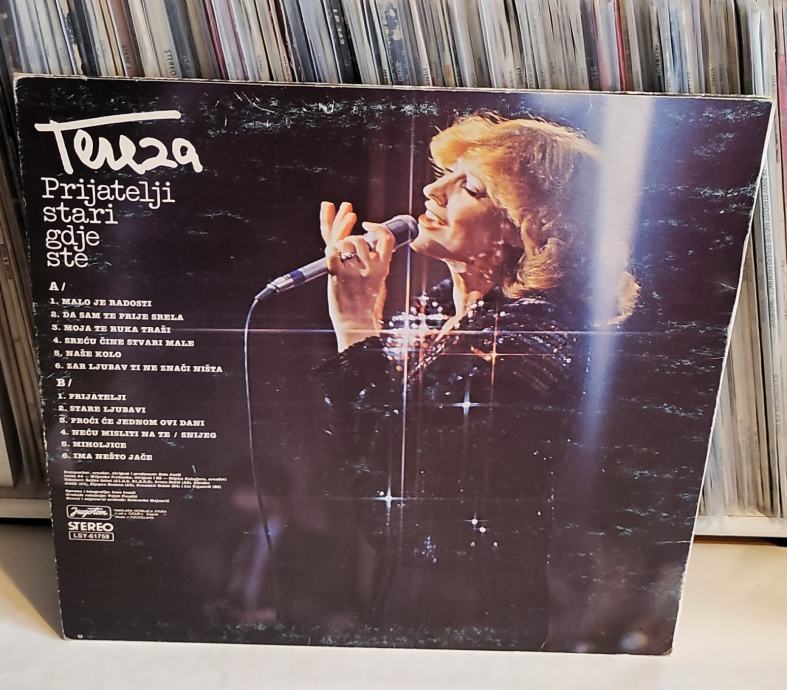 Tereza
Prijatelji
stari
gdje
ste
A/
1. MALO JE RADOSTI
2. DA SAM TE PRIJE SRELA
3. MOJA TE RUKA TRAŽI
4. SREĆU ČINE STVARI MALE
5. NAŠE KOLO
6. ZAR LJUBAV TI NE ZNAČI NIŠTA
B/
1. PRIJATELJI
2. STARE LJUBAVI
3. PROĆI ĆE JEDNOM OVI DANI
4. NEĆU MISLITI NA TE / SNIJEG
5. MIHOLJICE
6. IMA NEŠTO JAČE
Jugoton
STEREO
LSY-61759